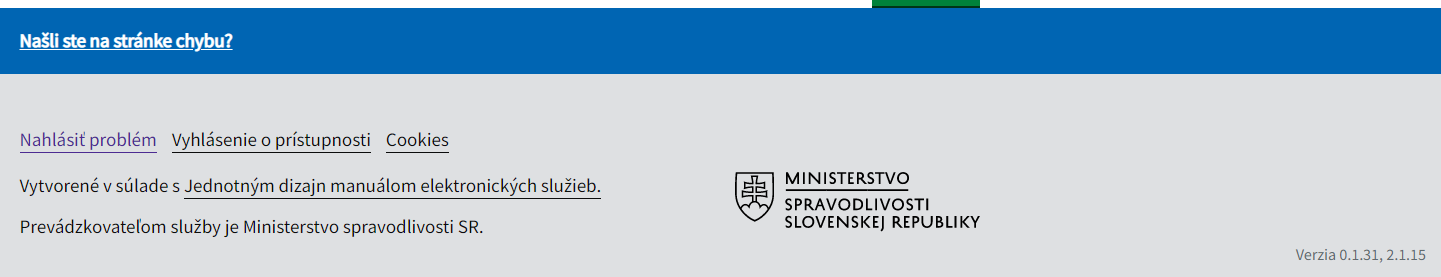 Našli ste na stránke chybu?
Nahlásiť problém Vyhlásenie o prístupnosti Cookies
Vytvorené v súlade s Jednotným dizajn manuálom elektronických služieb.
Prevádzkovateľom služby je Ministerstvo spravodlivosti SR.
MINISTERSTVO
SPRAVODLIVOSTI
SLOVENSKEJ REPUBLIKY
Verzia 0.1.31, 2.1.15